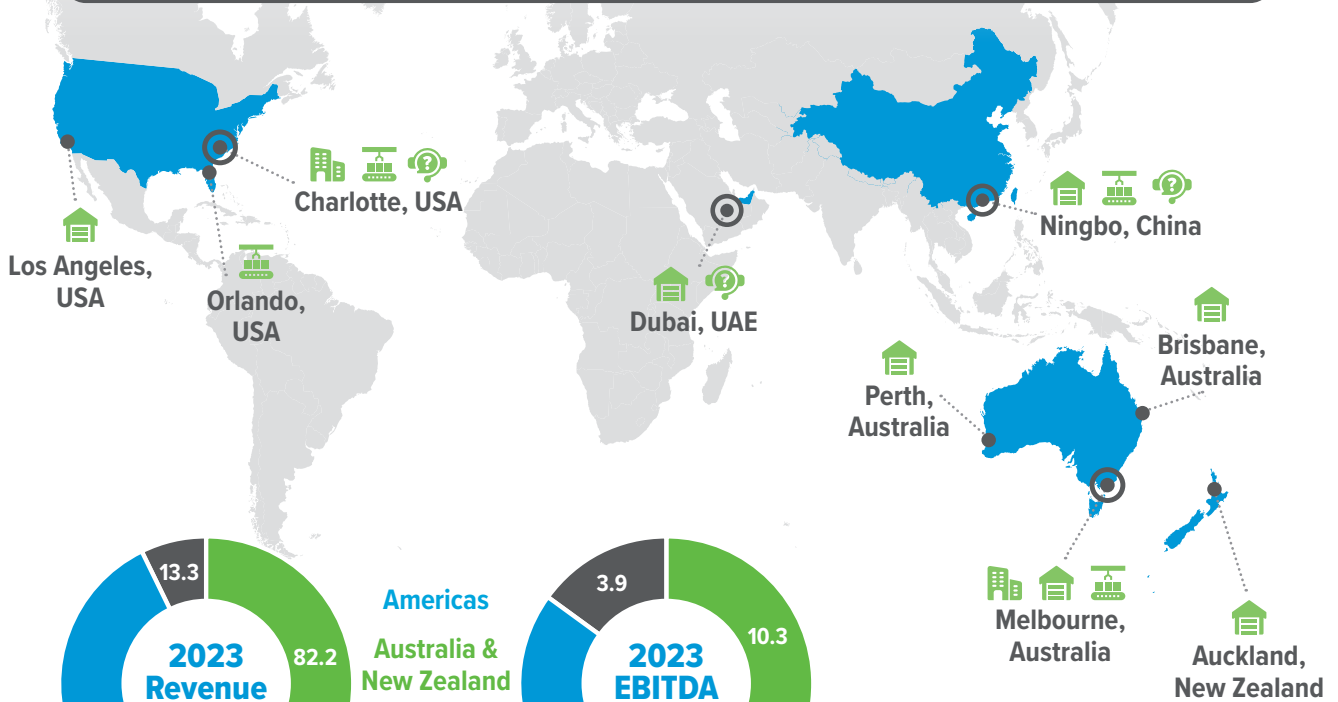 Charlotte, USA
Ningbo, China
Los Angeles,
USA
Orlando,
USA
Dubai, UAE
Brisbane,
Australia
Perth,
Australia
Melbourne,
Australia
Auckland,
New Zealand
13.3
82.2
2023
Revenue
Americas
Australia &
New Zealand
3.9
10.3
2023
EBITDA